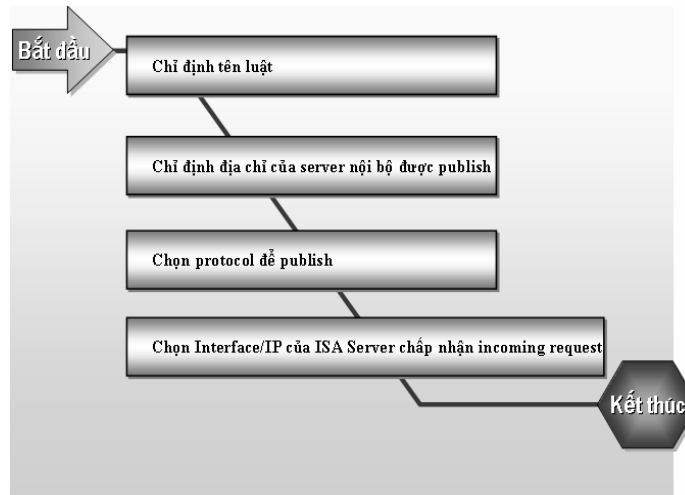 Bắt đầu
Chỉ định tên luật
Chỉ định địa chỉ của server nội bộ được publish
Chọn protocol để publish
Chọn Interface/IP của ISA Server chấp nhận incoming request
Kết thúc